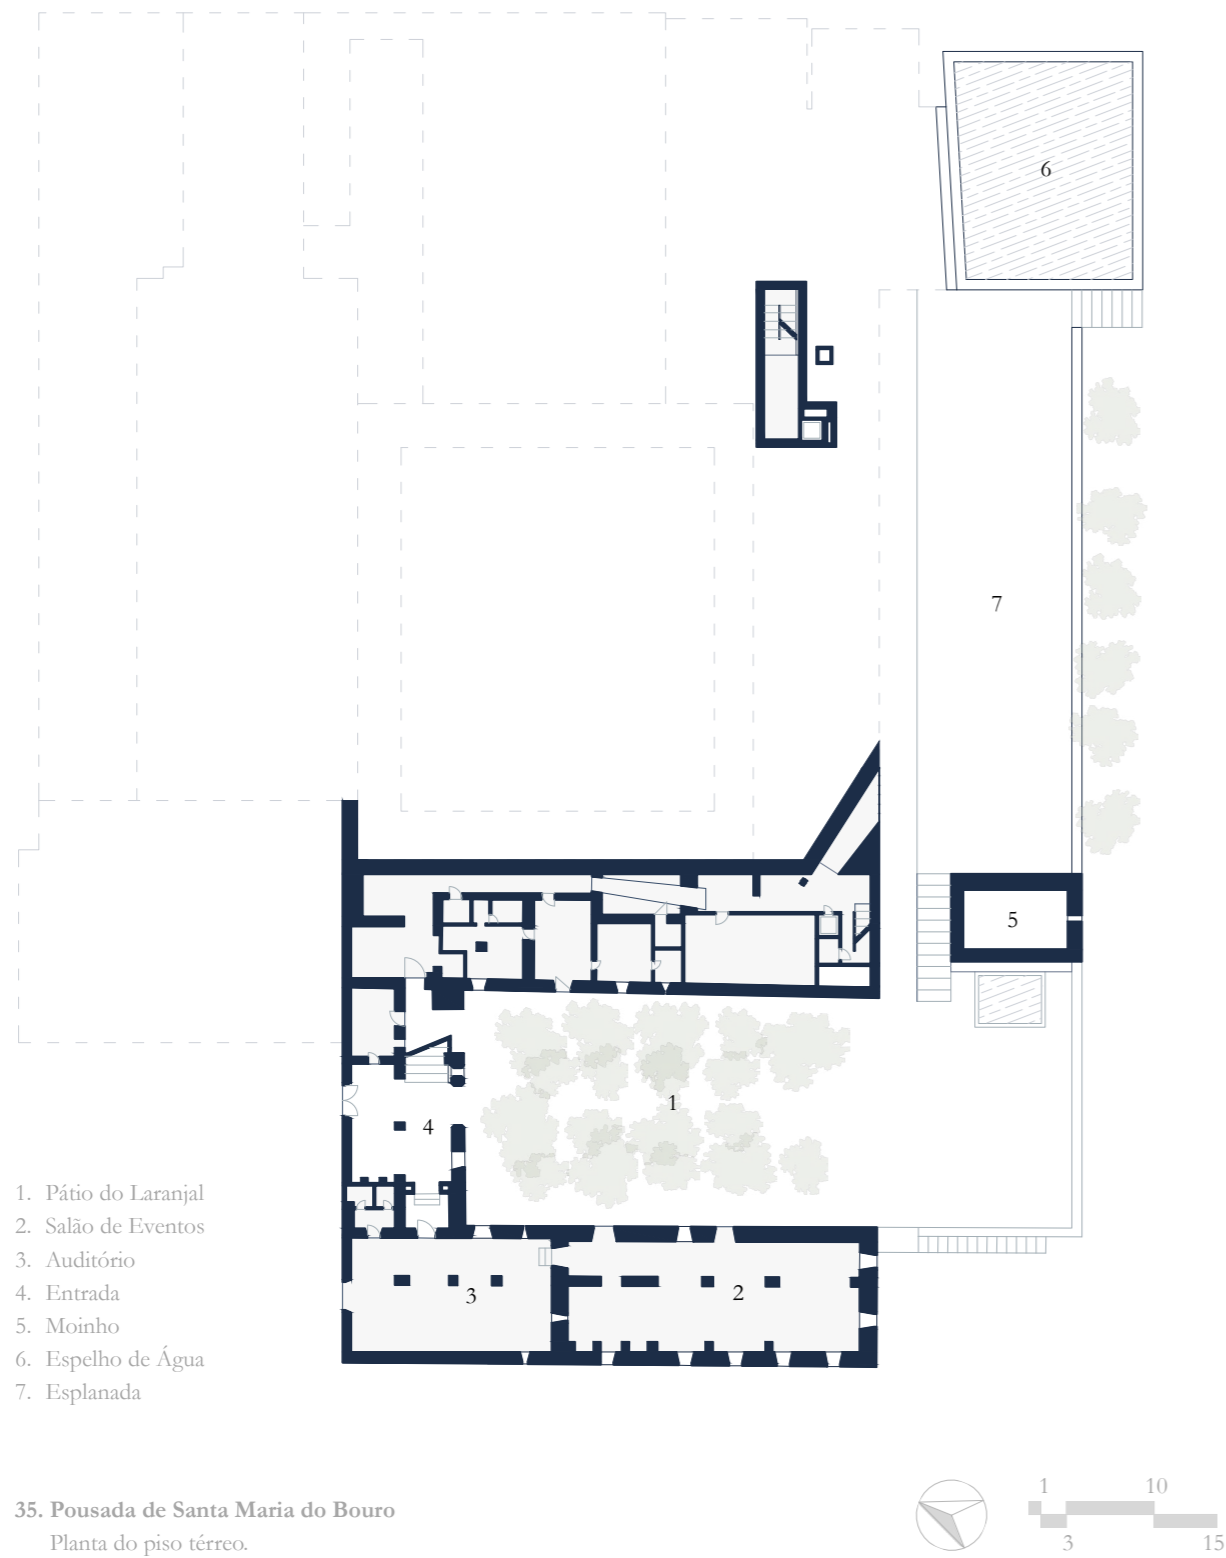 6
7
5
1
4
2
3
1. Pátio do Laranjal
2. Salão de Eventos
3. Auditório
4. Entrada
5. Moinho
6. Espelho de Água
7. Esplanada
35. Pousada de Santa Maria do Bouro
Planta do piso térreo.
1 10
3 15